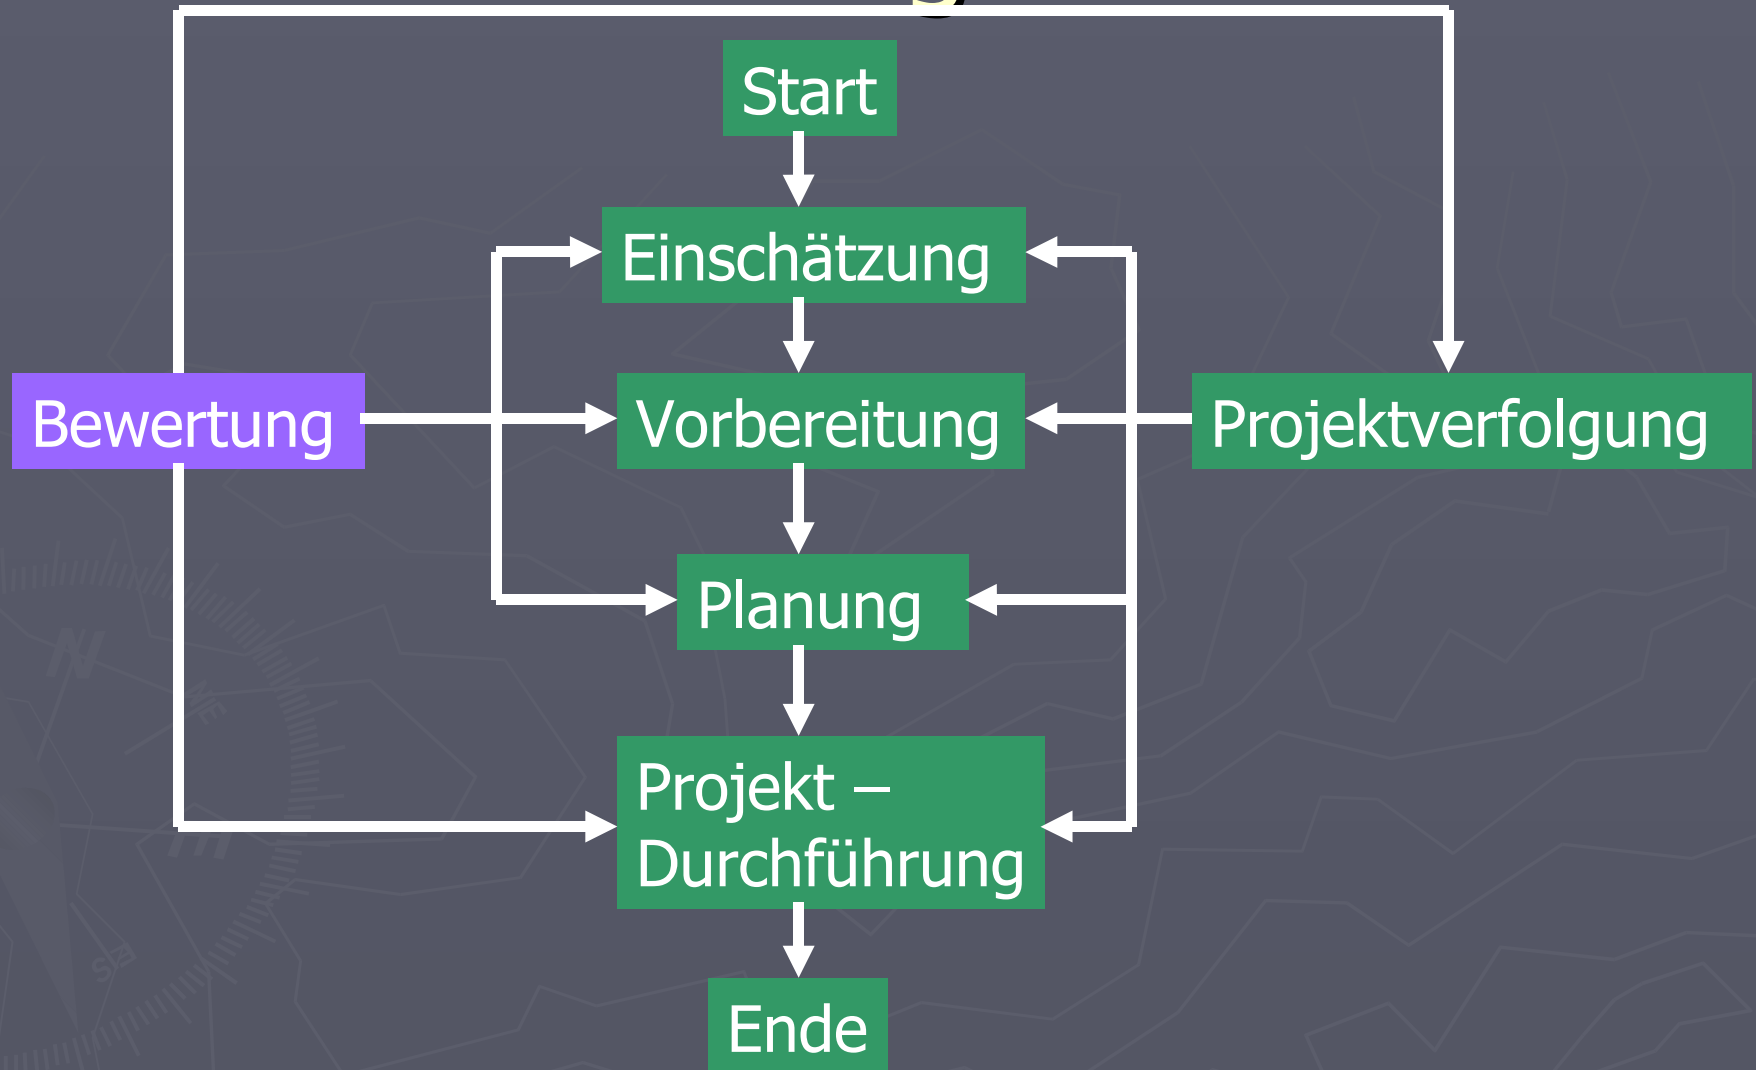 Start
Einschätzung
Bewertung
Vorbereitung
Projektverfolgung
Planung
Projekt –
Durchführung
Ende
N
E